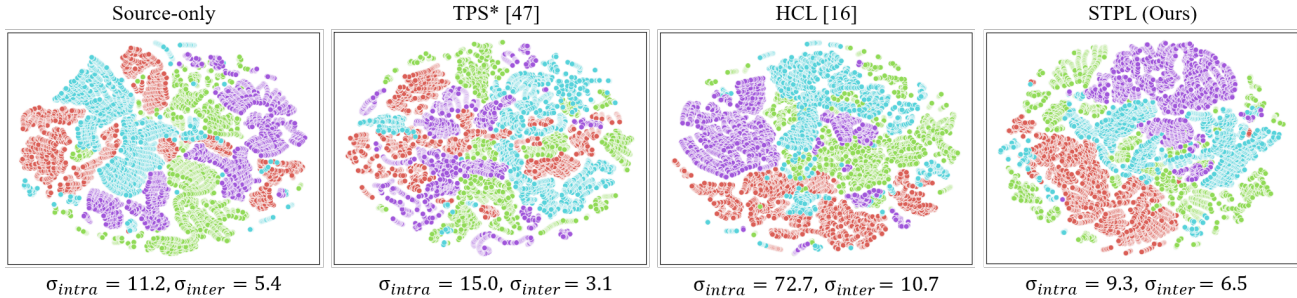 Source-only
TPS* [47]
HCL [16]
STPL (Ours)
σintra = 11.2, σinter = 5.4
σintra = 15.0, σinter = 3.1
σintra = 72.7, σinter = 10.7
σintra = 9.3, σinter = 6.5